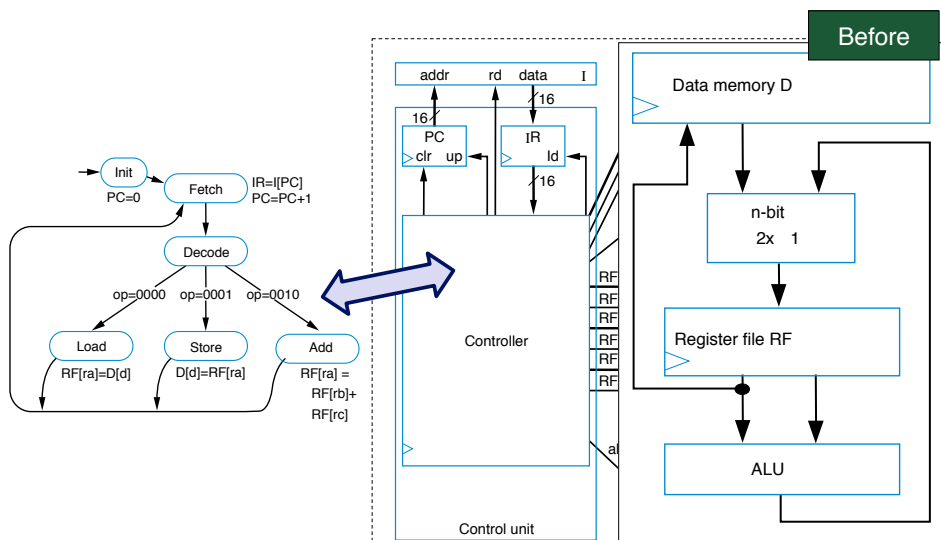 Before
addr rd data I
16
16
PC
clr up
IR
ld
16
Init
PC=0
Fetch
IR=I[PC]
PC=PC+1
Decode
op=0000 op=0001 op=0010
Load
Store
Add
RF[ra]=D[d]
D[d]=RF[ra]
RF[ra] =
RF[rb]+
RF[rc]
Controller
Control unit
RF
RF
RF
RF
RF
RF
Data memory D
n-bit
2x 1
Register file RF
ALU